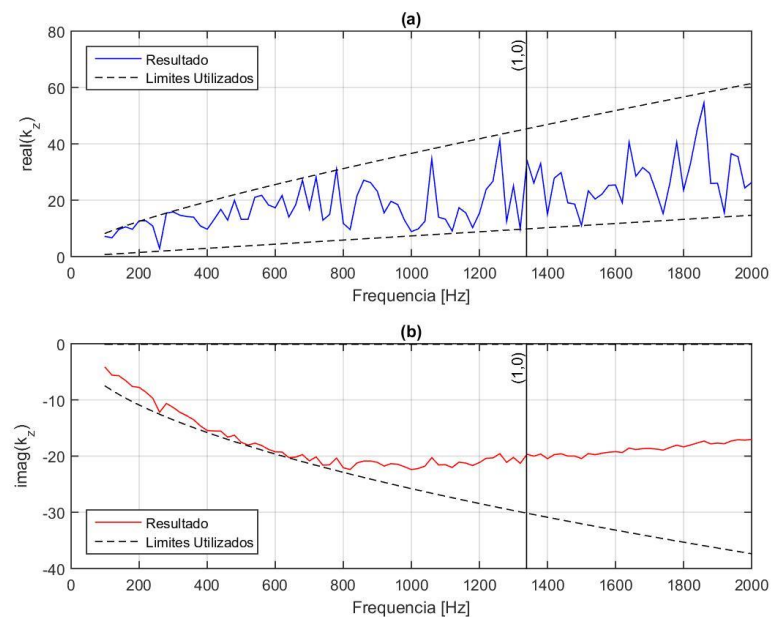 (a)
80
60
40
20
0
real(k_z)
Resultado
Limites Utilizados
(1,0)
0 200 400 600 800 1000 1200 1400 1600 1800 2000
Frequencia [Hz]
(b)
0
-10
-20
-30
-40
imag(k_z)
(1,0)
Resultado
Limites Utilizados
0 200 400 600 800 1000 1200 1400 1600 1800 2000
Frequencia [Hz]